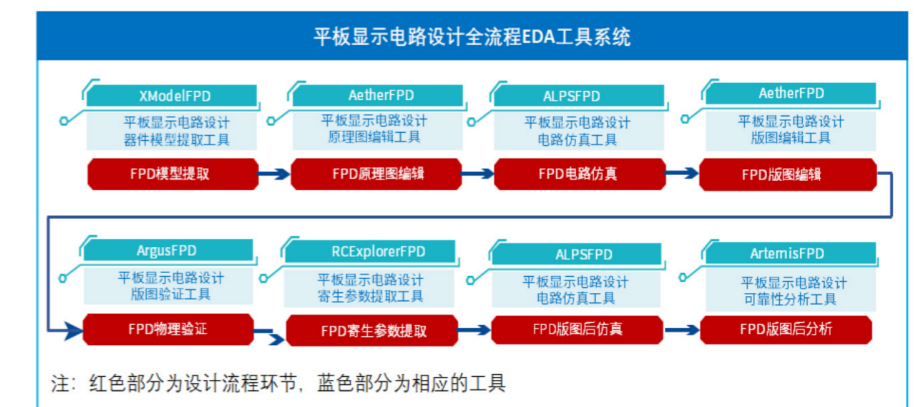 平板显示电路设计全流程EDA工具系统
XModelFPD
平板显示电路设计
器件模型提取工具
FPD模型提取
AetherFPD
平板显示电路设计
原理图编辑工具
FPD原理图编辑
ALPSFPD
平板显示电路设计
电路仿真工具
FPD电路仿真
AetherFPD
平板显示电路设计
版图编辑工具
FPD版图编辑
ArgusFPD
平板显示电路设计
版图验证工具
FPD物理验证
RCExplorerFPD
平板显示电路设计
寄生参数提取工具
FPD寄生参数提取
ALPSFPD
平板显示电路设计
电路仿真工具
FPD版图后仿真
ArtemisFPD
平板显示电路设计
可靠性分析工具
FPD版图后分析
注：红色部分为设计流程环节，蓝色部分为相应的工具